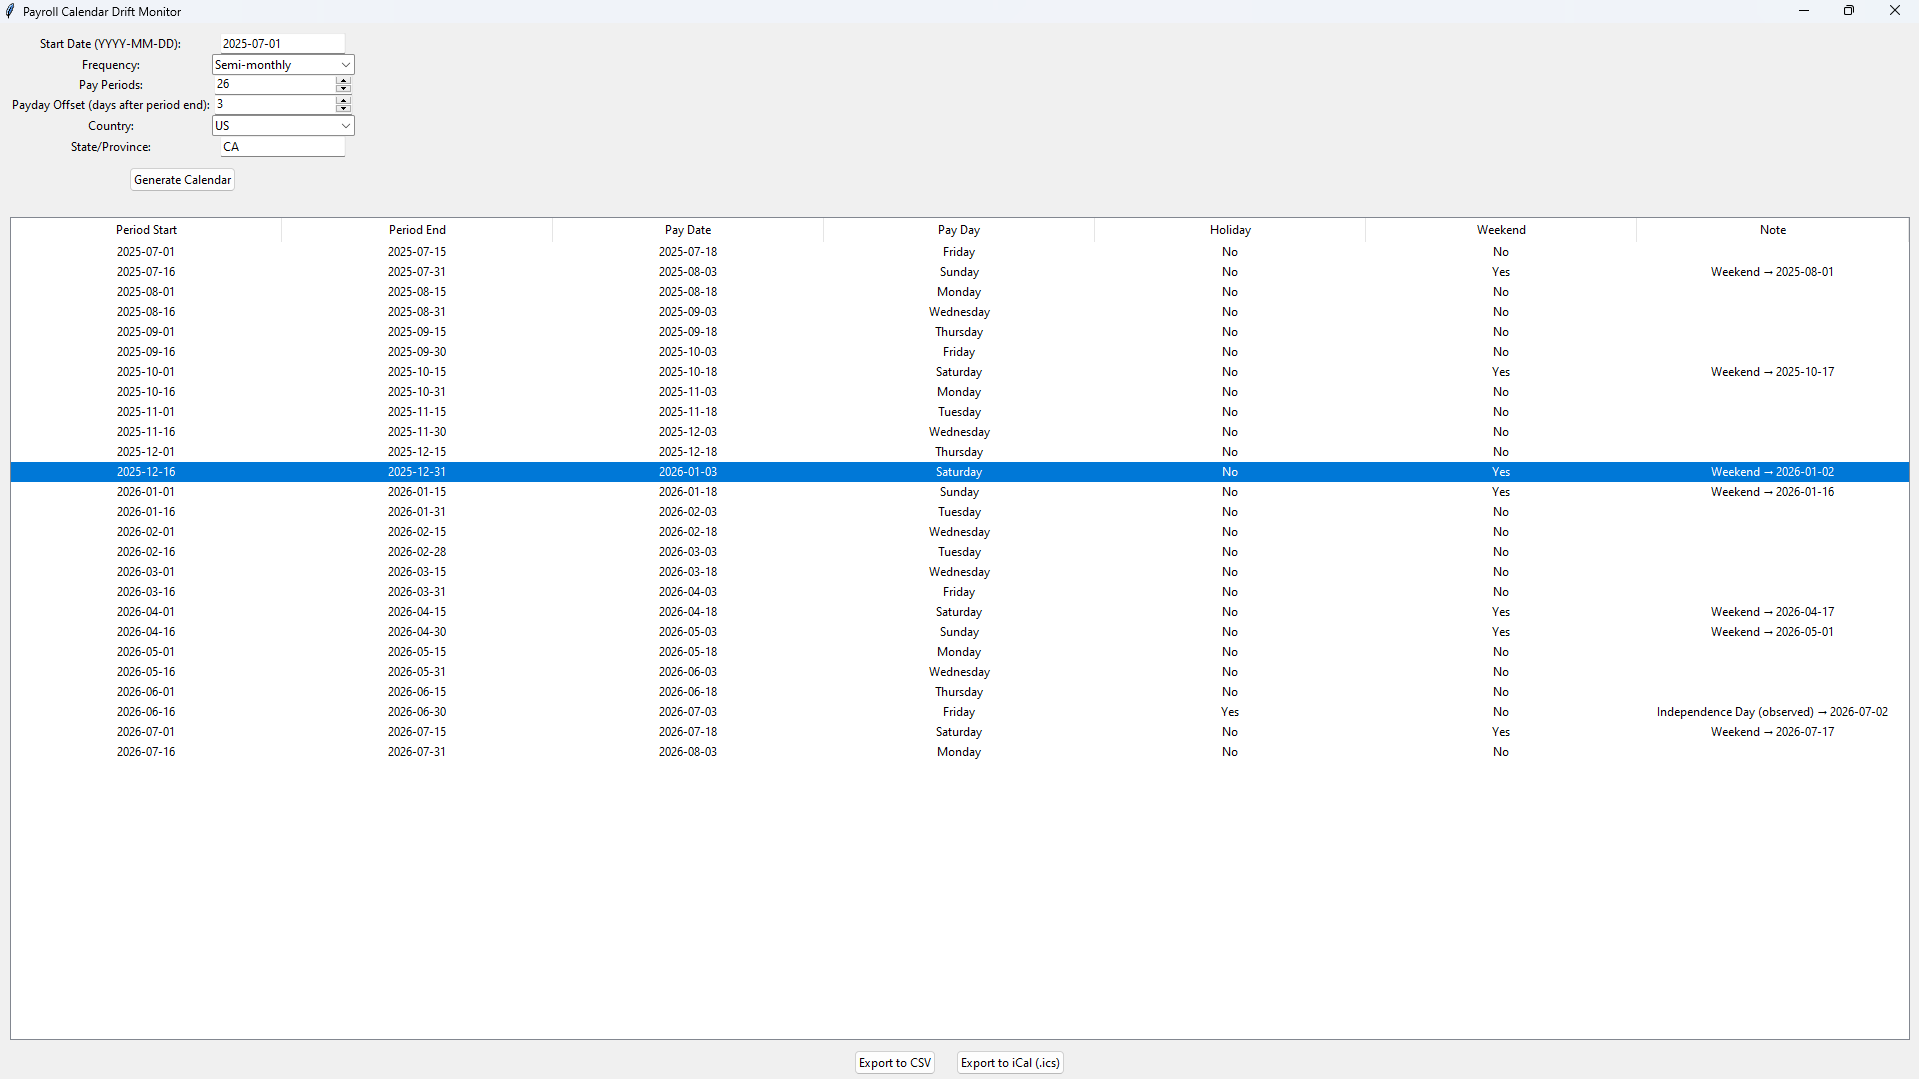 Payroll Calendar Drift Monitor
Start Date (YYYY-MM-DD): 2025-07-01
Frequency: Semi-monthly
Pay Periods: 26
Payday Offset (days after period end): 3
Country: US
State/Province: CA
Generate Calendar
Period Start Period End Pay Date Pay Day Holiday Weekend Note
2025-07-01 2025-07-15 2025-07-18 Friday No No
2025-07-16 2025-07-31 2025-08-03 Sunday No Yes Weekend → 2025-08-01
2025-08-01 2025-08-15 2025-08-18 Monday No No
2025-08-16 2025-08-31 2025-09-03 Wednesday No No
2025-09-01 2025-09-15 2025-09-18 Thursday No No
2025-09-16 2025-09-30 2025-10-03 Friday No No
2025-10-01 2025-10-15 2025-10-18 Saturday No Yes Weekend → 2025-10-17
2025-10-16 2025-10-31 2025-11-03 Monday No No
2025-11-01 2025-11-15 2025-11-18 Tuesday No No
2025-11-16 2025-11-30 2025-12-03 Wednesday No No
2025-12-01 2025-12-15 2025-12-18 Thursday No No
2025-12-16 2025-12-31 2026-01-03 Saturday No Yes Weekend → 2026-01-02
2026-01-01 2026-01-15 2026-01-18 Sunday No Yes Weekend → 2026-01-16
2026-01-16 2026-01-31 2026-02-03 Tuesday No No
2026-02-01 2026-02-15 2026-02-18 Wednesday No No
2026-02-16 2026-02-28 2026-03-03 Tuesday No No
2026-03-01 2026-03-15 2026-03-18 Wednesday No No
2026-03-16 2026-03-31 2026-04-03 Friday No No
2026-04-01 2026-04-15 2026-04-18 Saturday No Yes Weekend → 2026-04-17
2026-04-16 2026-04-30 2026-05-03 Sunday No Yes Weekend → 2026-05-01
2026-05-01 2026-05-15 2026-05-18 Monday No No
2026-05-16 2026-05-31 2026-06-03 Wednesday No No
2026-06-01 2026-06-15 2026-06-18 Thursday No No
2026-06-16 2026-06-30 2026-07-03 Friday Yes No Independence Day (observed) → 2026-07-02
2026-07-01 2026-07-15 2026-07-18 Saturday No Yes Weekend → 2026-07-17
2026-07-16 2026-07-31 2026-08-03 Monday No No
Export to CSV Export to iCal (.ics)